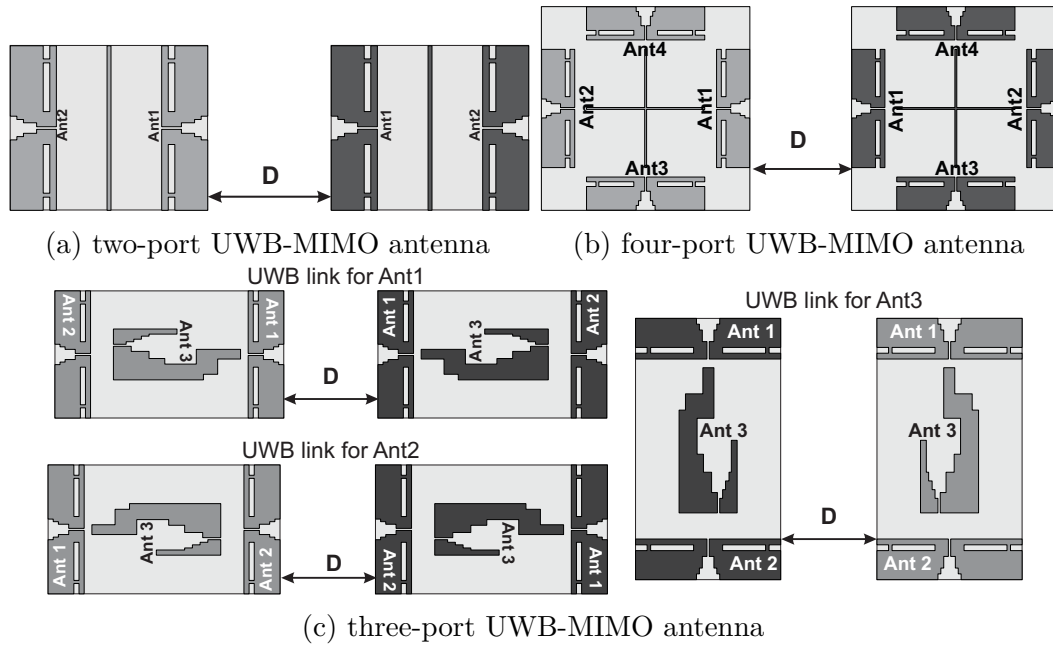 Ant2
Ant1
D
Ant1
Ant2
(a) two-port UWB-MIMO antenna
Ant4
Ant2
Ant1
Ant3
D
Ant4
Ant1
Ant2
Ant3
(b) four-port UWB-MIMO antenna
UWB link for Ant1
Ant 2
Ant 3
Ant 1
D
Ant 1
Ant 3
Ant 2
UWB link for Ant2
Ant 1
Ant 3
Ant 2
D
Ant 2
Ant 3
Ant 1
UWB link for Ant3
Ant 1
Ant 3
Ant 2
D
Ant 1
Ant 3
Ant 2
(c) three-port UWB-MIMO antenna